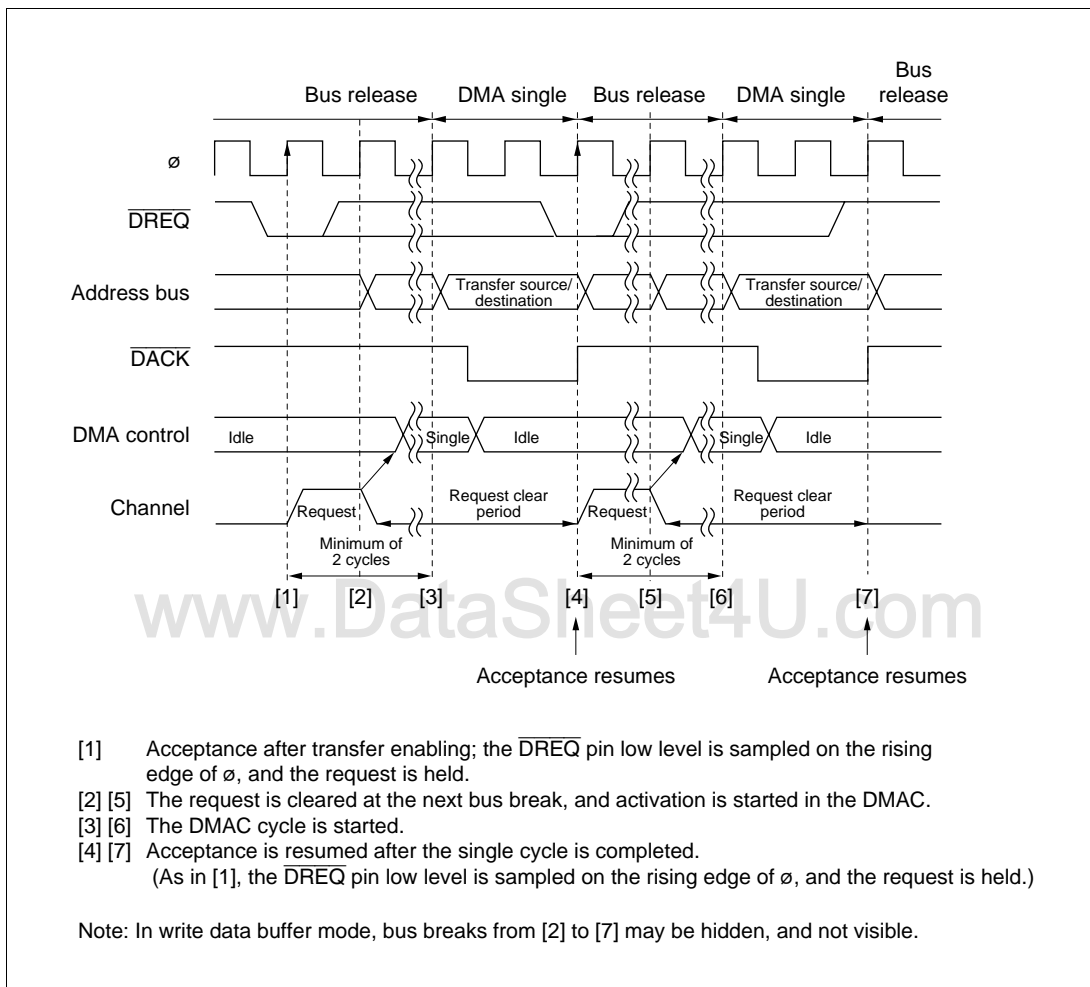 Bus release DMA single Bus release DMA single Bus release
ø
DREQ
Address bus Transfer source/ destination Transfer source/ destination
DACK
DMA control Idle Single Idle Single Idle
Channel Request Request clear period Request Request clear period
Minimum of 2 cycles Minimum of 2 cycles
[1] [2] [3] [4] [5] [6] [7]
www.DataSheet4U.com
Acceptance resumes Acceptance resumes
[1] Acceptance after transfer enabling; the DREQ pin low level is sampled on the rising
edge of ø, and the request is held.
[2] [5] The request is cleared at the next bus break, and activation is started in the DMAC.
[3] [6] The DMAC cycle is started.
[4] [7] Acceptance is resumed after the single cycle is completed.
(As in [1], the DREQ pin low level is sampled on the rising edge of ø, and the request is held.)
Note: In write data buffer mode, bus breaks from [2] to [7] may be hidden, and not visible.